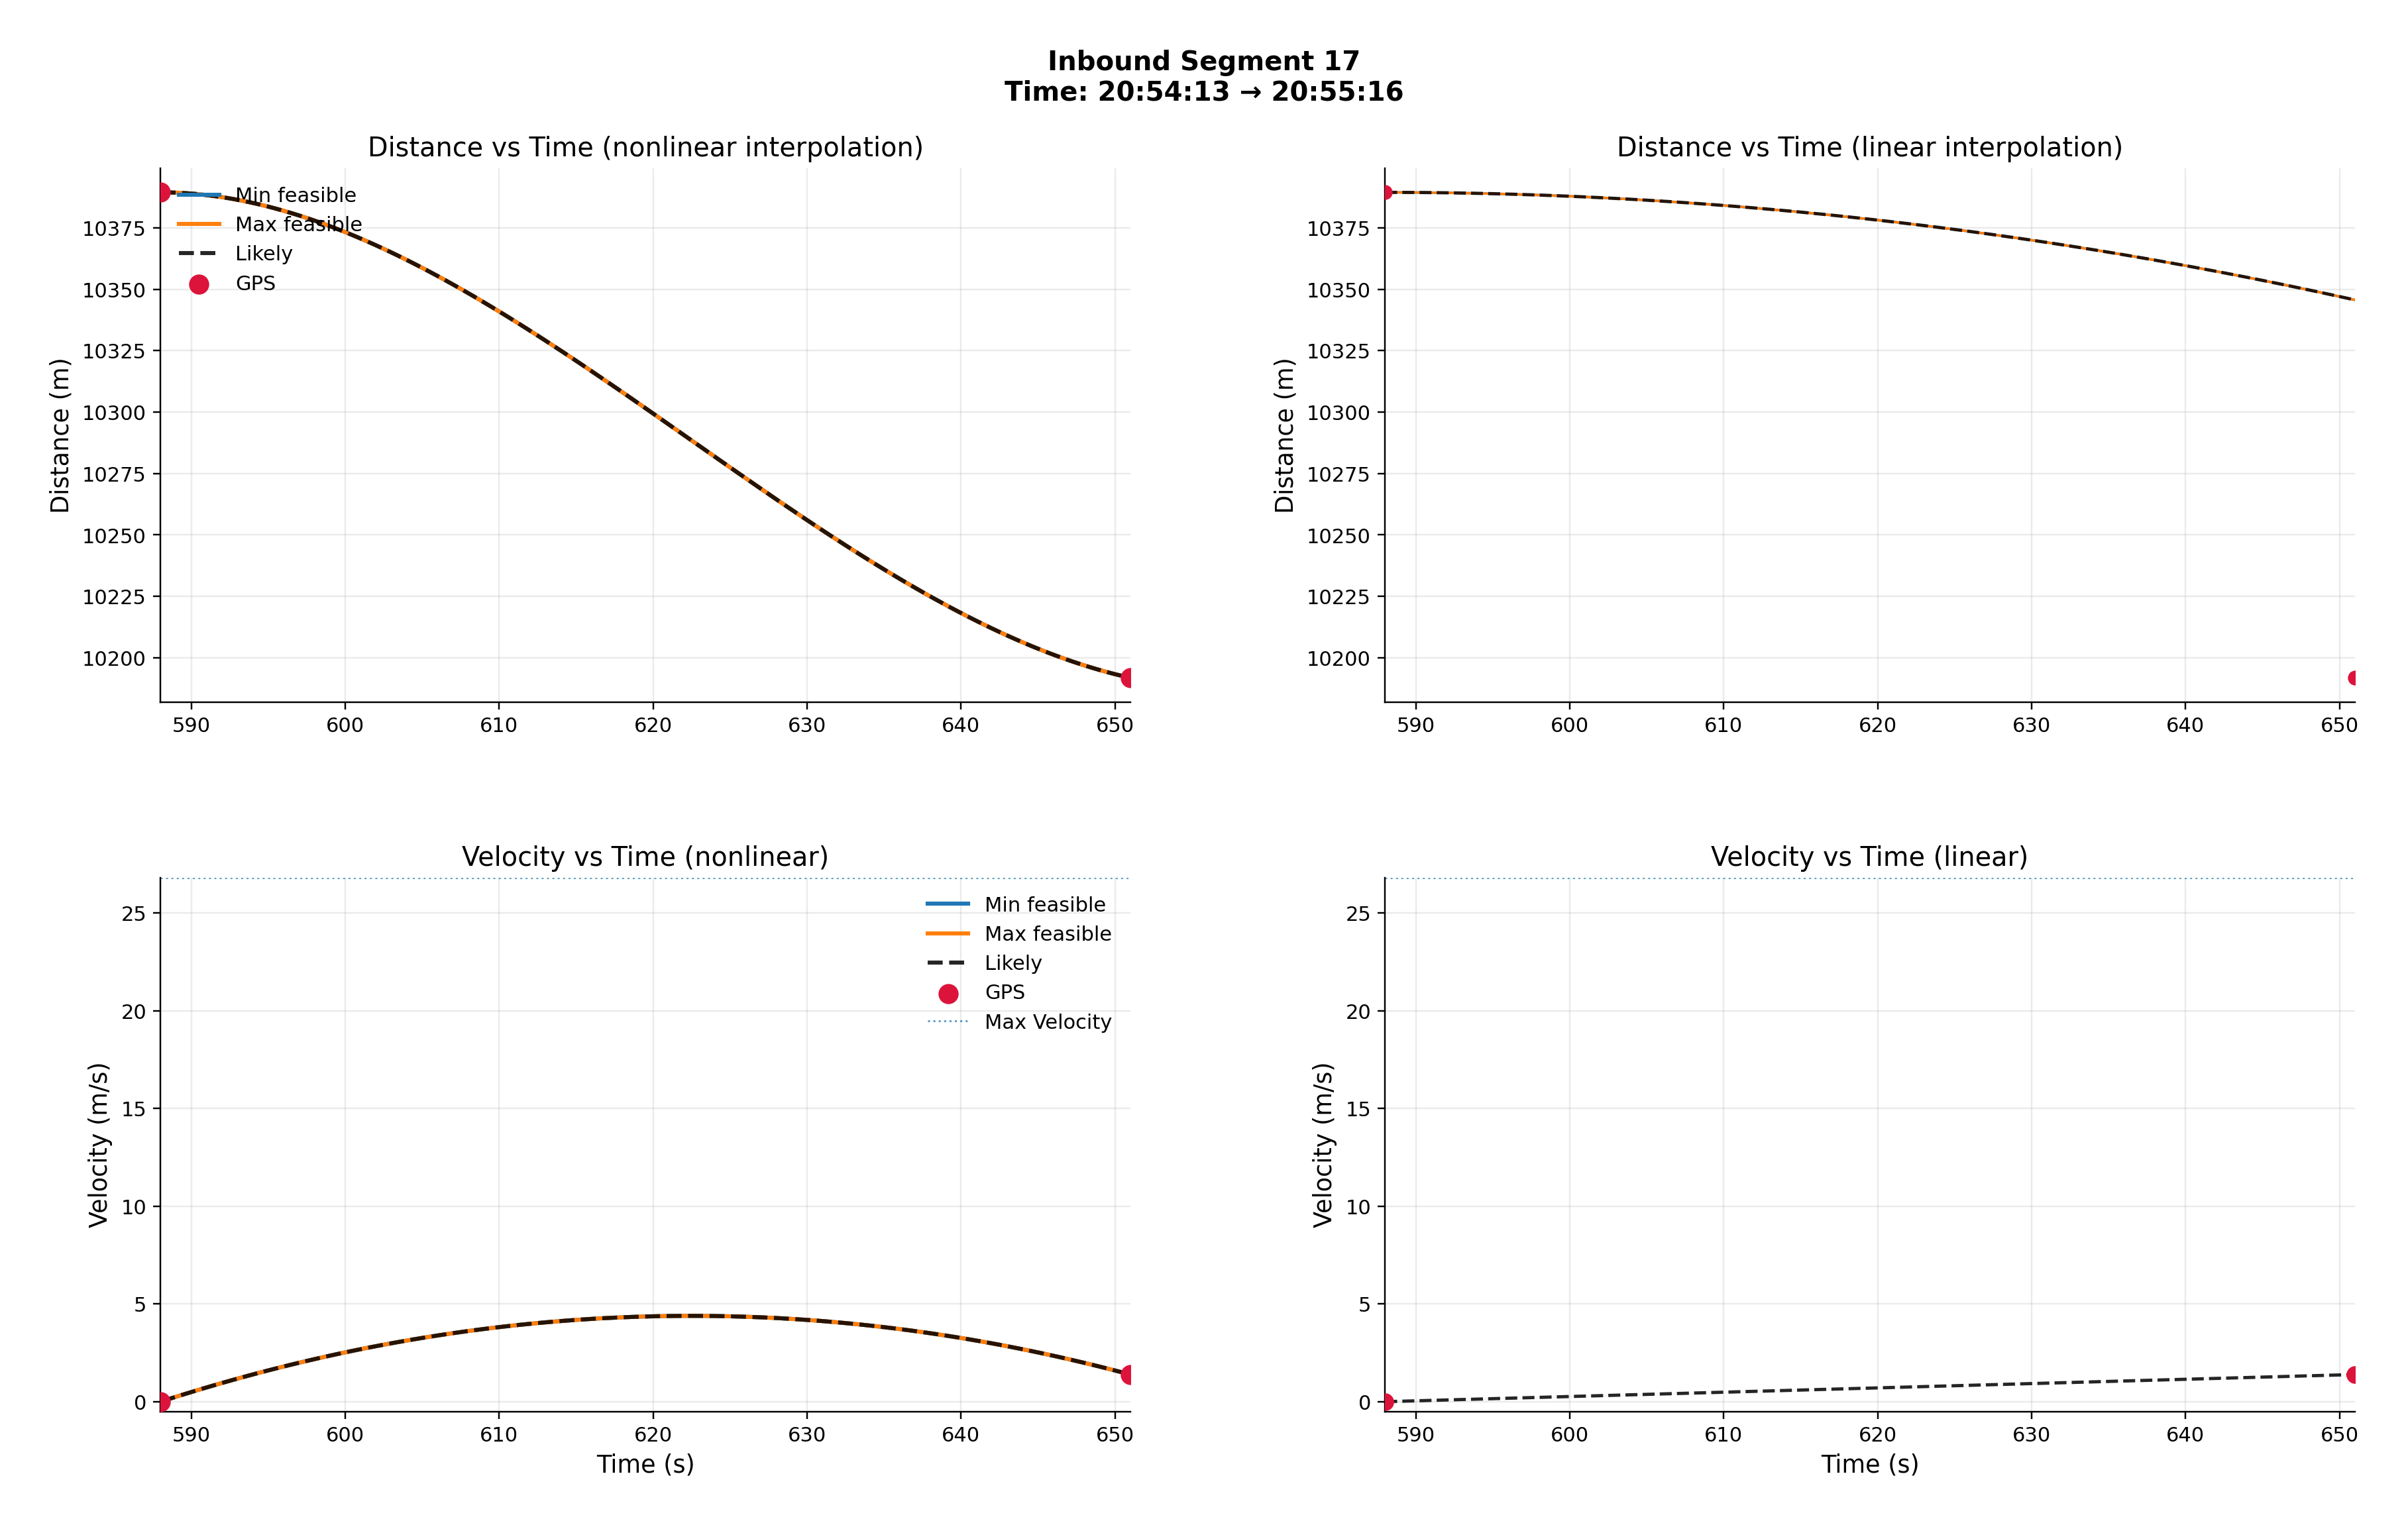 Inbound Segment 17
Time: 20:54:13 → 20:55:16
Distance vs Time (nonlinear interpolation)
Distance (m)
10375
10350
10325
10300
10275
10250
10225
10200
Min feasible
Max feasible
Likely
GPS
590 600 610 620 630 640 650
Distance vs Time (linear interpolation)
Distance (m)
10375
10350
10325
10300
10275
10250
10225
10200
590 600 610 620 630 640 650
Velocity vs Time (nonlinear)
Velocity (m/s)
25
20
15
10
5
0
Min feasible
Max feasible
Likely
GPS
Max Velocity
590 600 610 620 630 640 650
Time (s)
Velocity vs Time (linear)
Velocity (m/s)
25
20
15
10
5
0
590 600 610 620 630 640 650
Time (s)